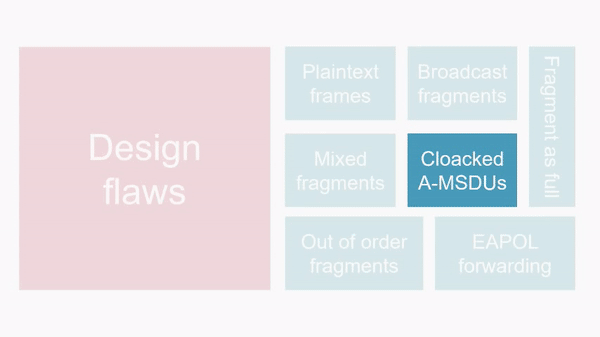 Design
flaws
Plaintext
frames
Broadcast
fragments
Fragment as full
Mixed
fragments
Cloacked
A-MSDUs
Out of order
fragments
EAPOL
forwarding